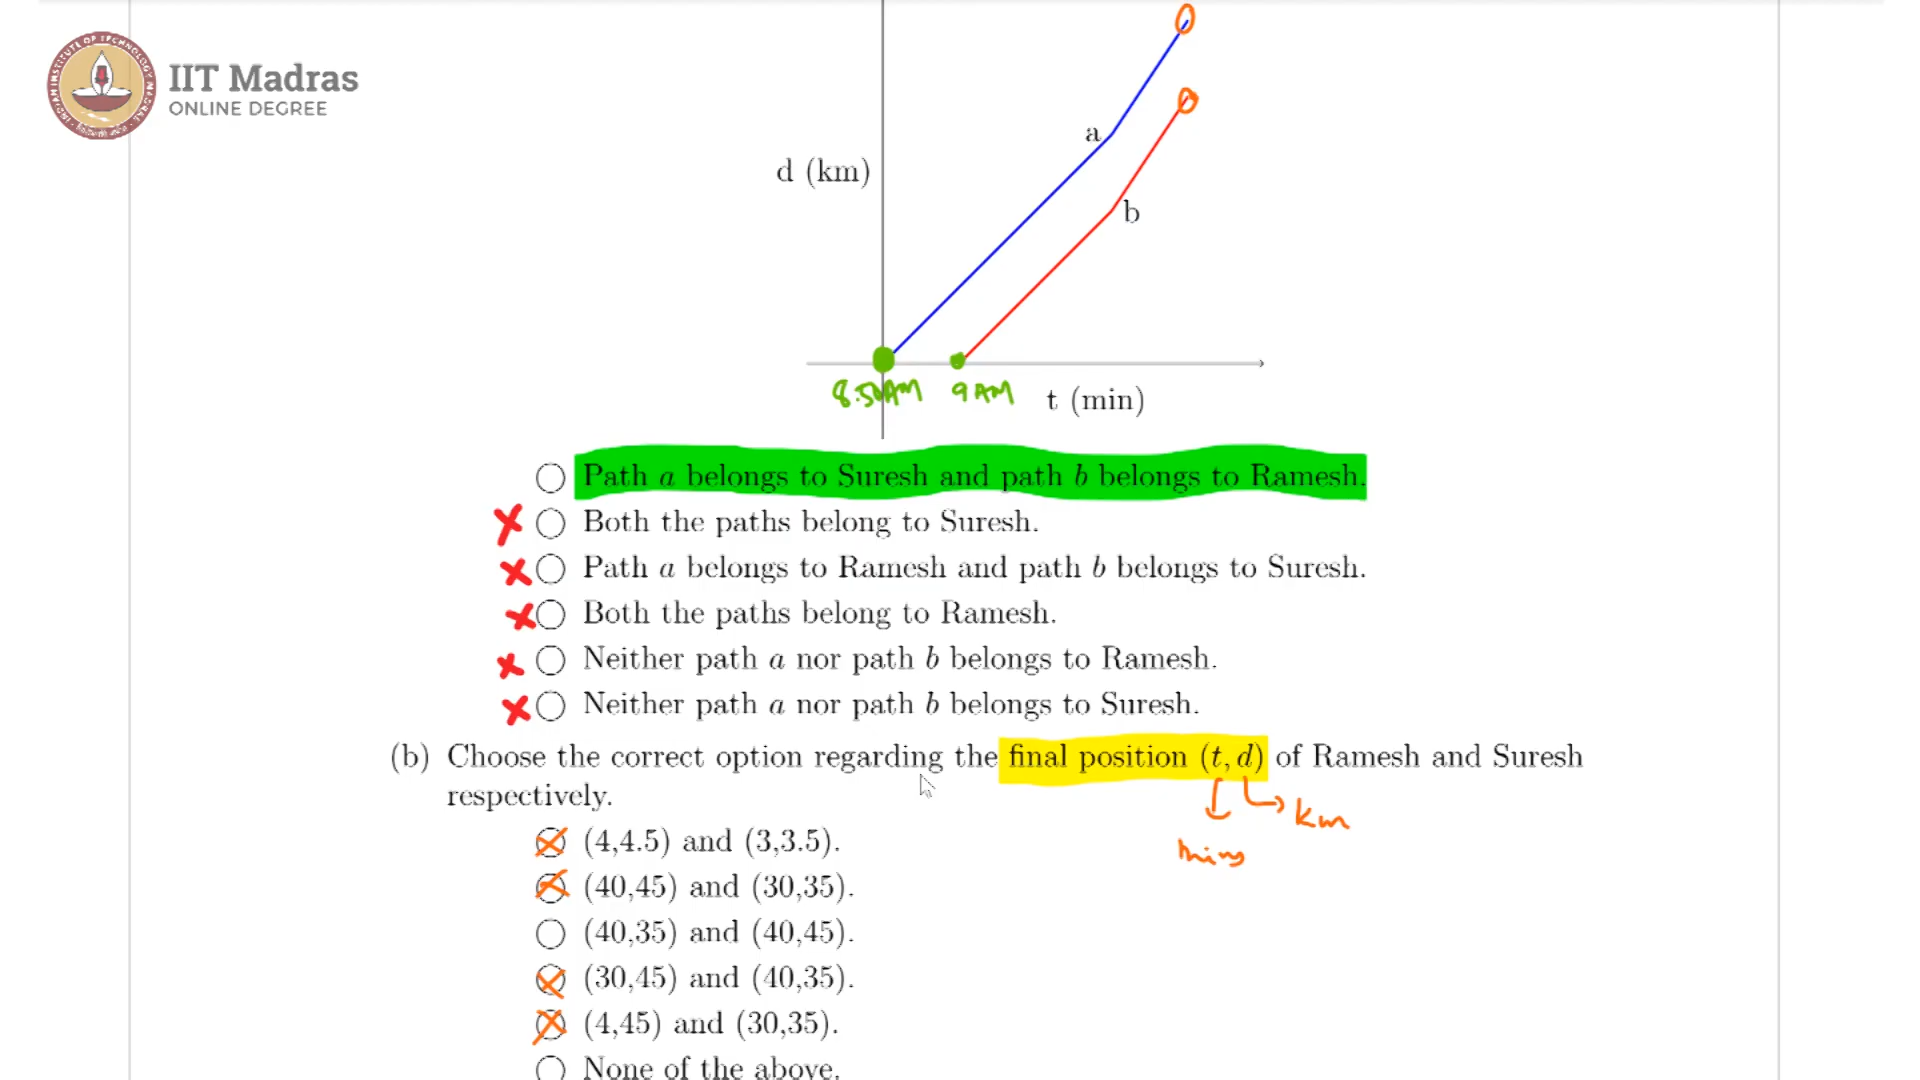 IIT Madras
ONLINE DEGREE
a
d (km)
b
8:50AM 9 AM
t (min)
Path a belongs to Suresh and path b belongs to Ramesh.
Both the paths belong to Suresh.
Path a belongs to Ramesh and path b belongs to Suresh.
Both the paths belong to Ramesh.
Neither path a nor path b belongs to Ramesh.
Neither path a nor path b belongs to Suresh.
(b) Choose the correct option regarding the final position (t, d) of Ramesh and Suresh
respectively.
km
mins
(4,4.5) and (3,3.5).
(40,45) and (30,35).
(40,35) and (40,45).
(30,45) and (40,35).
(4,45) and (30,35).
None of the above.